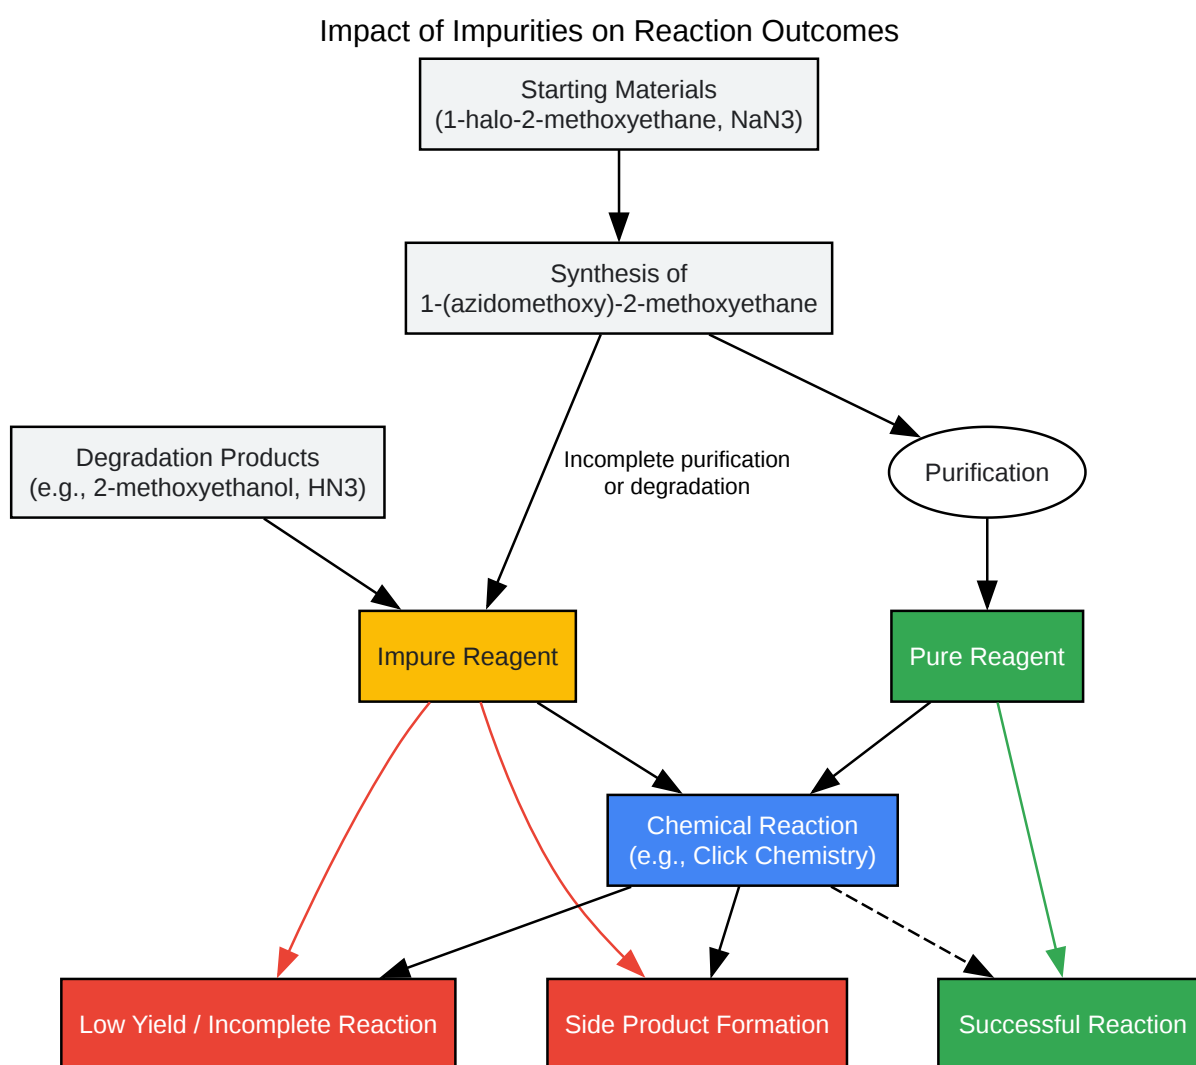 Impact of Impurities on Reaction Outcomes
Starting Materials
(1-halo-2-methoxyethane, NaN3)
Synthesis of
1-(azidomethoxy)-2-methoxyethane
Degradation Products
(e.g., 2-methoxyethanol, HN3)
Incomplete purification
or degradation
Purification
Impure Reagent
Pure Reagent
Chemical Reaction
(e.g., Click Chemistry)
Low Yield / Incomplete Reaction
Side Product Formation
Successful Reaction